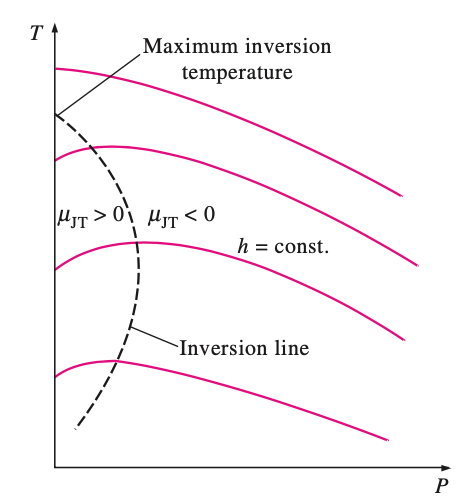 T
Maximum inversion
temperature
μJT > 0
μJT < 0
h = const.
Inversion line
P